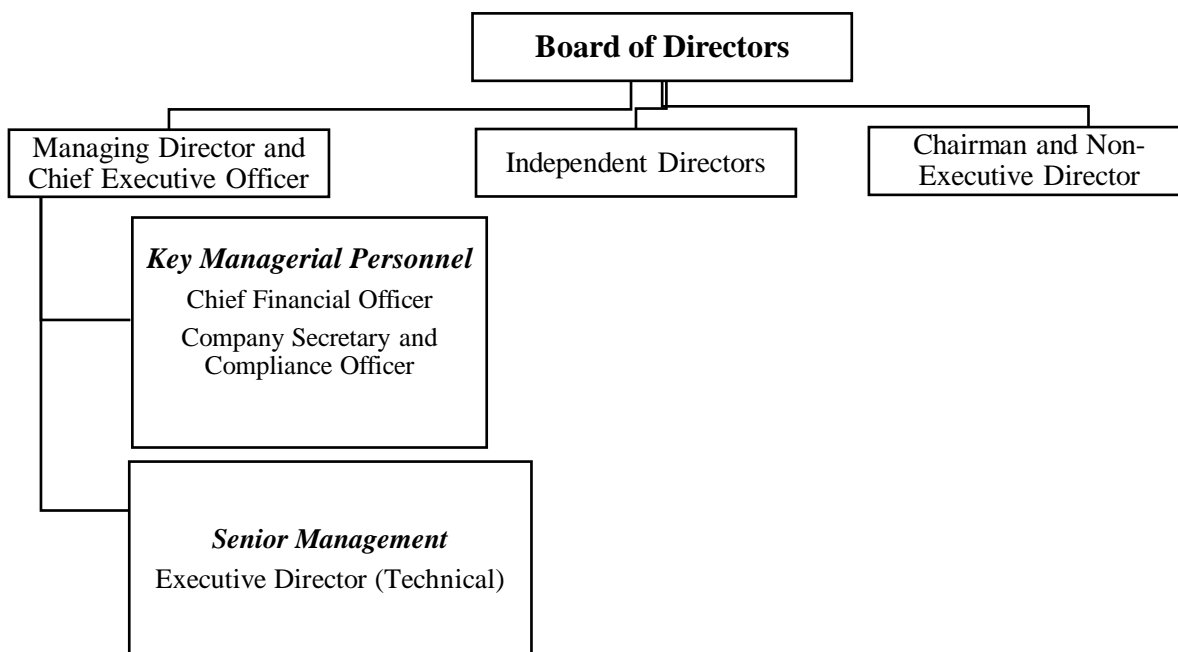 Board of Directors
Managing Director and
Chief Executive Officer
Independent Directors
Chairman and Non-
Executive Director
Key Managerial Personnel
Chief Financial Officer
Company Secretary and
Compliance Officer
Senior Management
Executive Director (Technical)